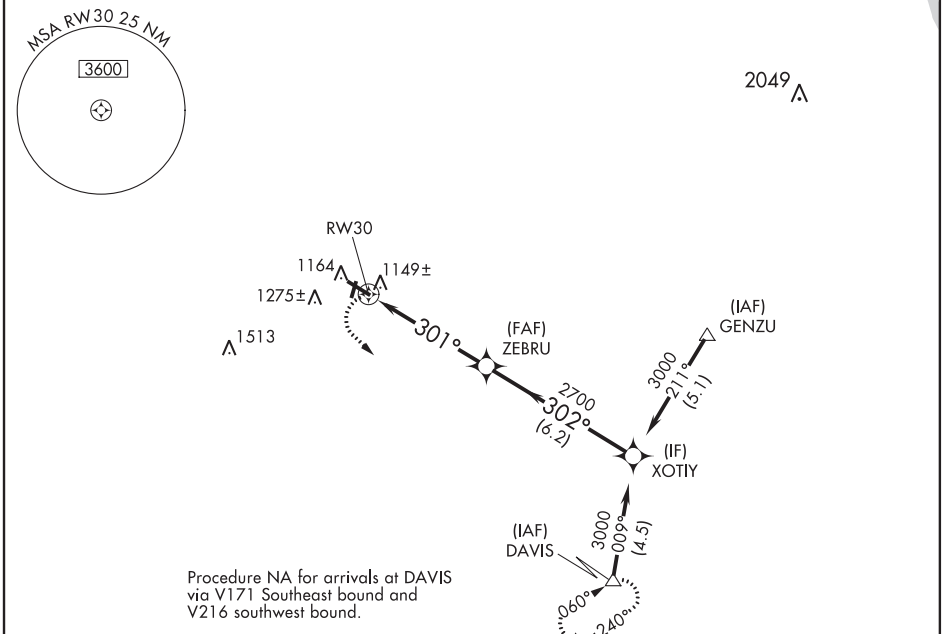 MSA RW30 25 NM
3600
2049
RW30
1164
1149±
1275±
1513
301°
(FAF)
ZEBRU
(IAF)
GENZU
3000
211°
(5.1)
2700
302°
(6.2)
(IF)
XOTIY
(IAF)
DAVIS
3000
009°
(4.5)
060°
240°
Procedure NA for arrivals at DAVIS
via V171 Southeast bound and
V216 southwest bound.